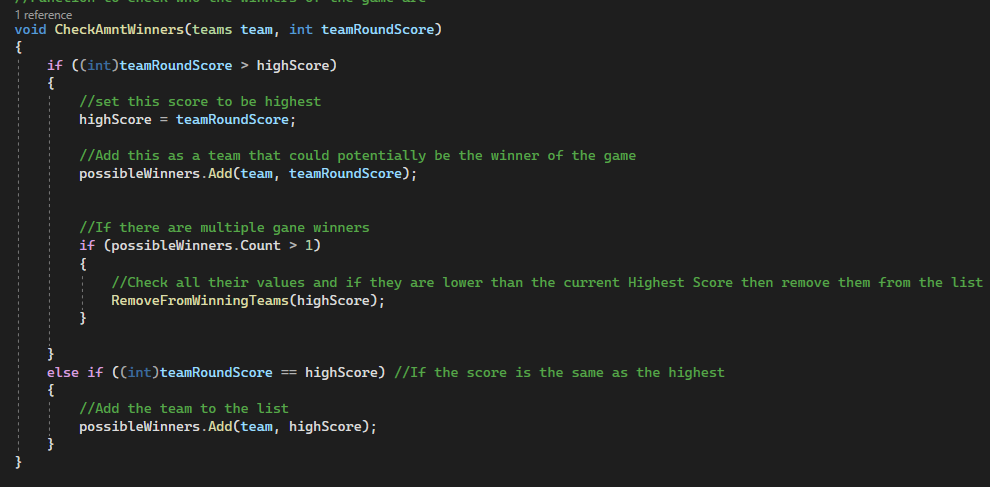 //Function to check who the winners of the game are
1 reference
void CheckAmntWinners(teams team, int teamRoundScore)
{
if ((int)teamRoundScore > highScore)
{
//set this score to be highest
highScore = teamRoundScore;
//Add this as a team that could potentially be the winner of the game
possibleWinners.Add(team, teamRoundScore);
//If there are multiple gane winners
if (possibleWinners.Count > 1)
{
//Check all their values and if they are lower than the current Highest Score then remove them from the list
RemoveFromWinningTeams(highScore);
}
}
else if ((int)teamRoundScore == highScore) //If the score is the same as the highest
{
//Add the team to the list
possibleWinners.Add(team, highScore);
}
}